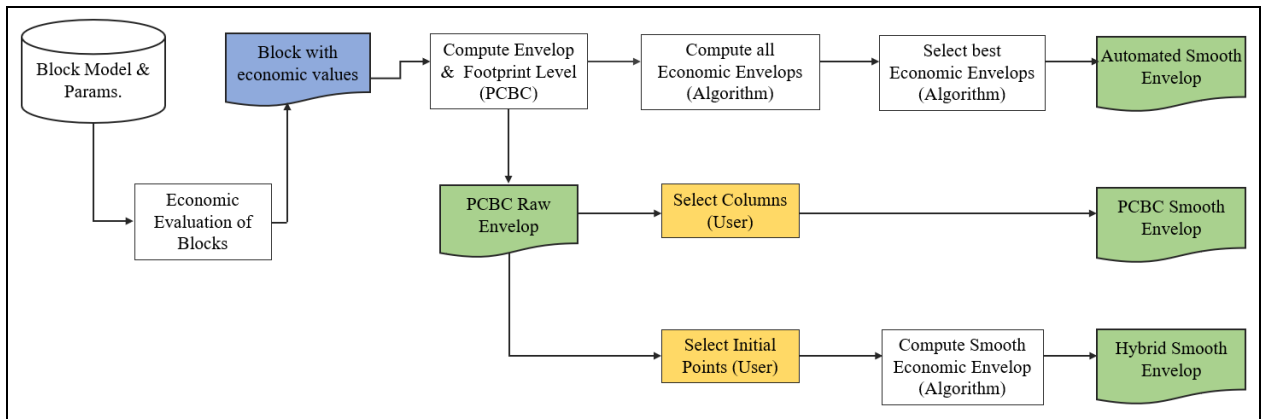 Block Model &
Params.
Economic
Evaluation of
Blocks
Block with
economic values
Compute Envelop
& Footprint Level
(PCBC)
Compute all
Economic Envelops
(Algorithm)
Select best
Economic Envelops
(Algorithm)
Automated Smooth
Envelop
PCBC Raw
Envelop
Select Columns
(User)
PCBC Smooth
Envelop
Select Initial
Points (User)
Compute Smooth
Economic Envelop
(Algorithm)
Hybrid Smooth
Envelop